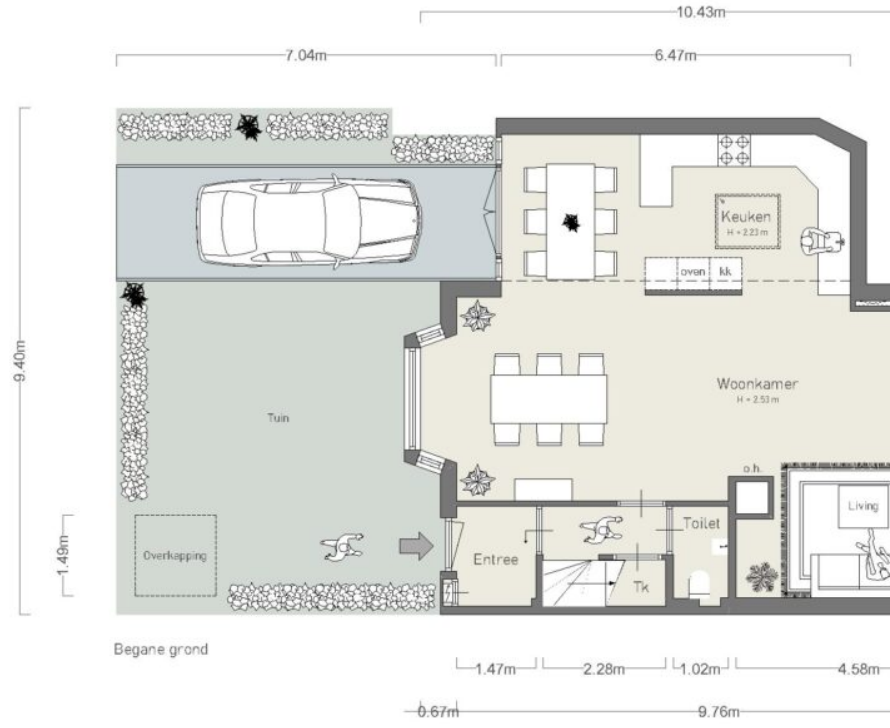 10.43m
7.04m
6.47m
9.40m
Keuken
H = 2.23 m
oven
kk
Woonkamer
H = 2.53 m
Tuin
o.h.
Living
1.49m
Overkapping
Entree
Toilet
Tk
Begane grond
1.47m
2.28m
1.02m
4.58m
0.67m
9.76m